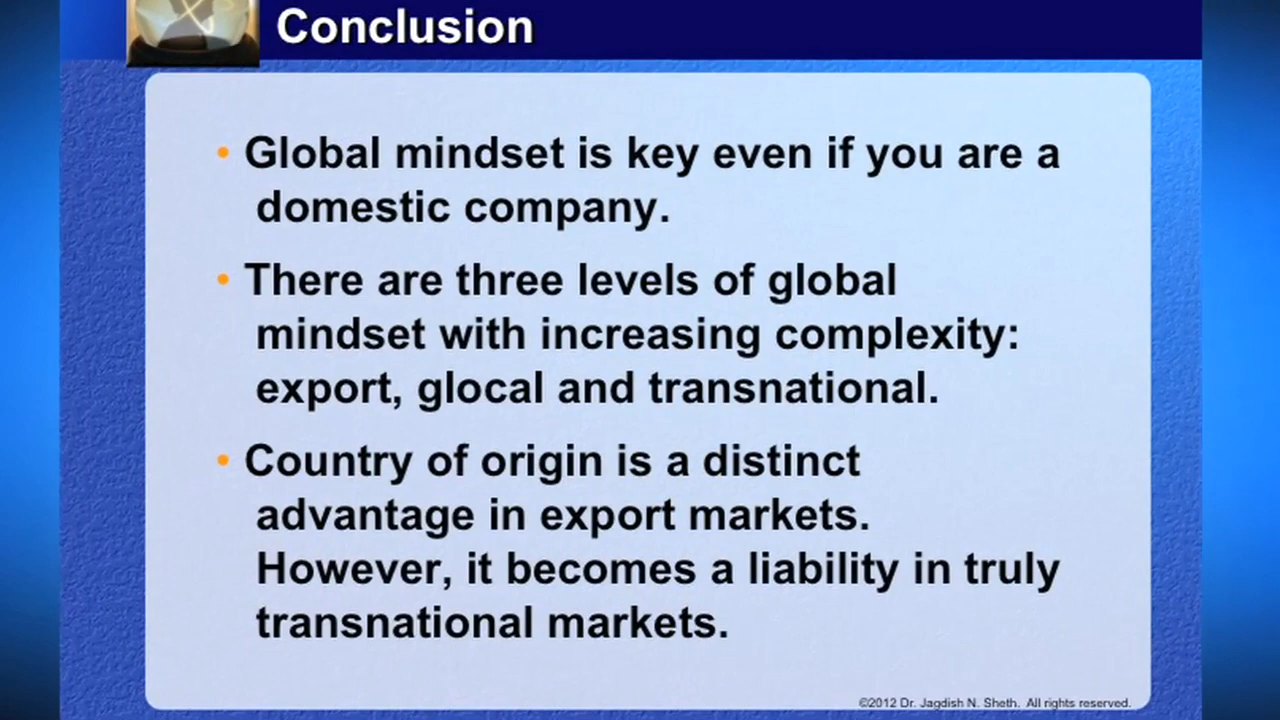 Conclusion
• Global mindset is key even if you are a
domestic company.
• There are three levels of global
mindset with increasing complexity:
export, glocal and transnational.
• Country of origin is a distinct
advantage in export markets.
However, it becomes a liability in truly
transnational markets.
©2012 Dr. Jagdish N. Sheth. All rights reserved.